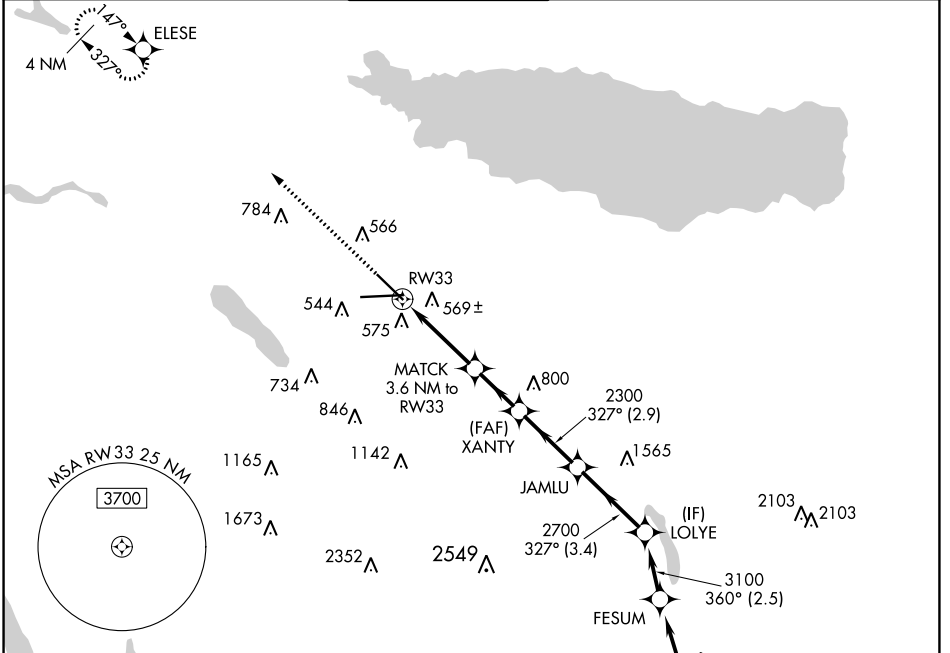 147°
ELESE
4 NM
327°
784
566
RW33
544
569±
575
MATCK
3.6 NM to
RW33
734
800
846
2300
327° (2.9)
(FAF)
XANTY
1142
1565
1165
JAMLU
MSA RW33 25 NM
3700
2103
2103
(IF)
LOLYE
1673
2700
327° (3.4)
2352
2549
3100
360° (2.5)
FESUM